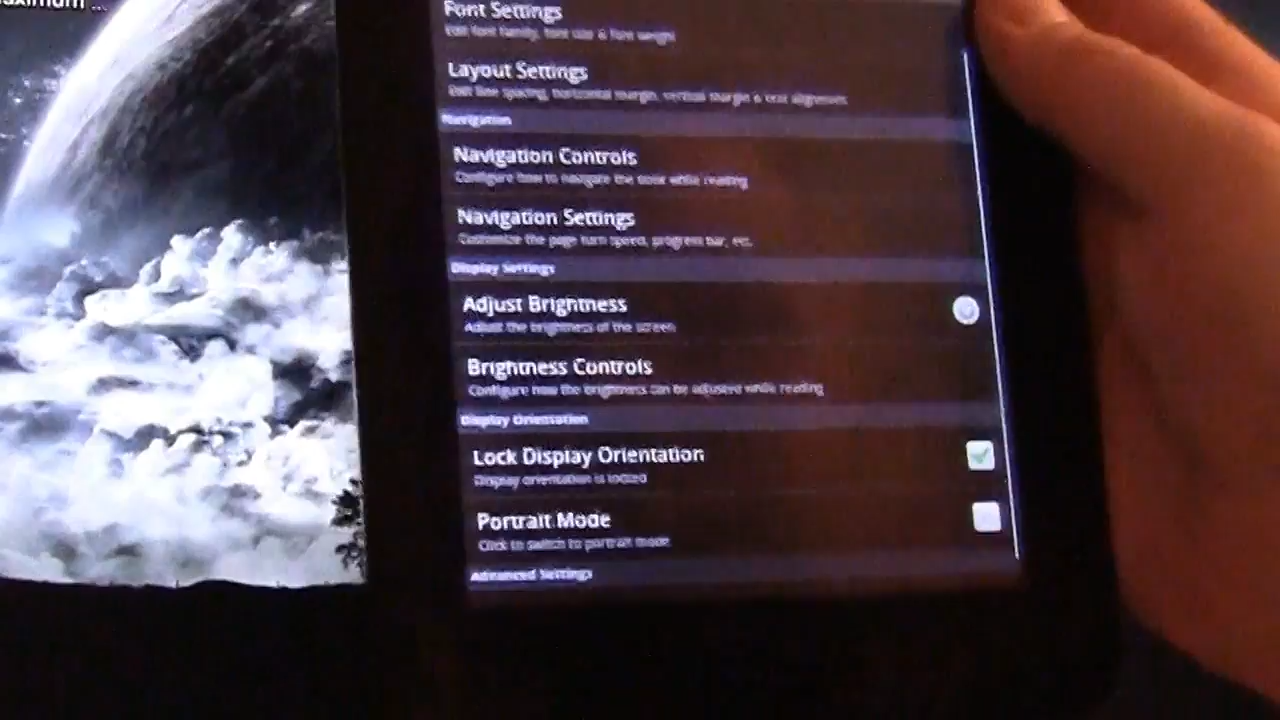 Font Settings
Edit font family, font size & font weight
Layout Settings
Edit line spacing, horizontal margin, vertical margin & text alignment
Navigation
Navigation Controls
Configure how to navigate the book while reading
Navigation Settings
Customize the page turn speed, progress bar, etc.
Display Settings
Adjust Brightness
Adjust the brightness of the screen
Brightness Controls
Configure how the brightness can be adjusted while reading
Display Orientation
Lock Display Orientation
Display orientation is locked
Portrait Mode
Click to switch to portrait mode
Advanced Settings